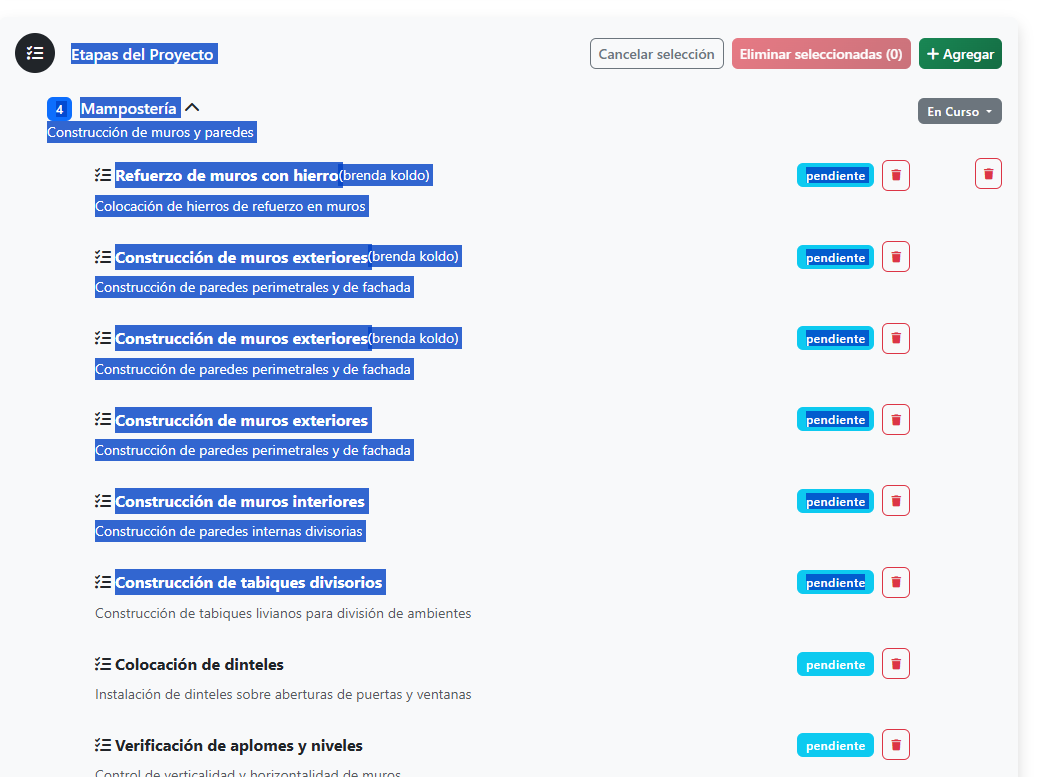 Etapas del Proyecto
Cancelar selección
Eliminar seleccionadas (0)
+ Agregar
4 Mampostería
En Curso
Construcción de muros y paredes
Refuerzo de muros con hierro(brenda koldo)
pendiente
Colocación de hierros de refuerzo en muros
Construcción de muros exteriores(brenda koldo)
pendiente
Construcción de paredes perimetrales y de fachada
Construcción de muros exteriores(brenda koldo)
pendiente
Construcción de paredes perimetrales y de fachada
Construcción de muros exteriores
pendiente
Construcción de paredes perimetrales y de fachada
Construcción de muros interiores
pendiente
Construcción de paredes internas divisorias
Construcción de tabiques divisorios
pendiente
Construcción de tabiques livianos para división de ambientes
Colocación de dinteles
pendiente
Instalación de dinteles sobre aberturas de puertas y ventanas
Verificación de aplomes y niveles
pendiente
Control de verticalidad y horizontalidad de muros